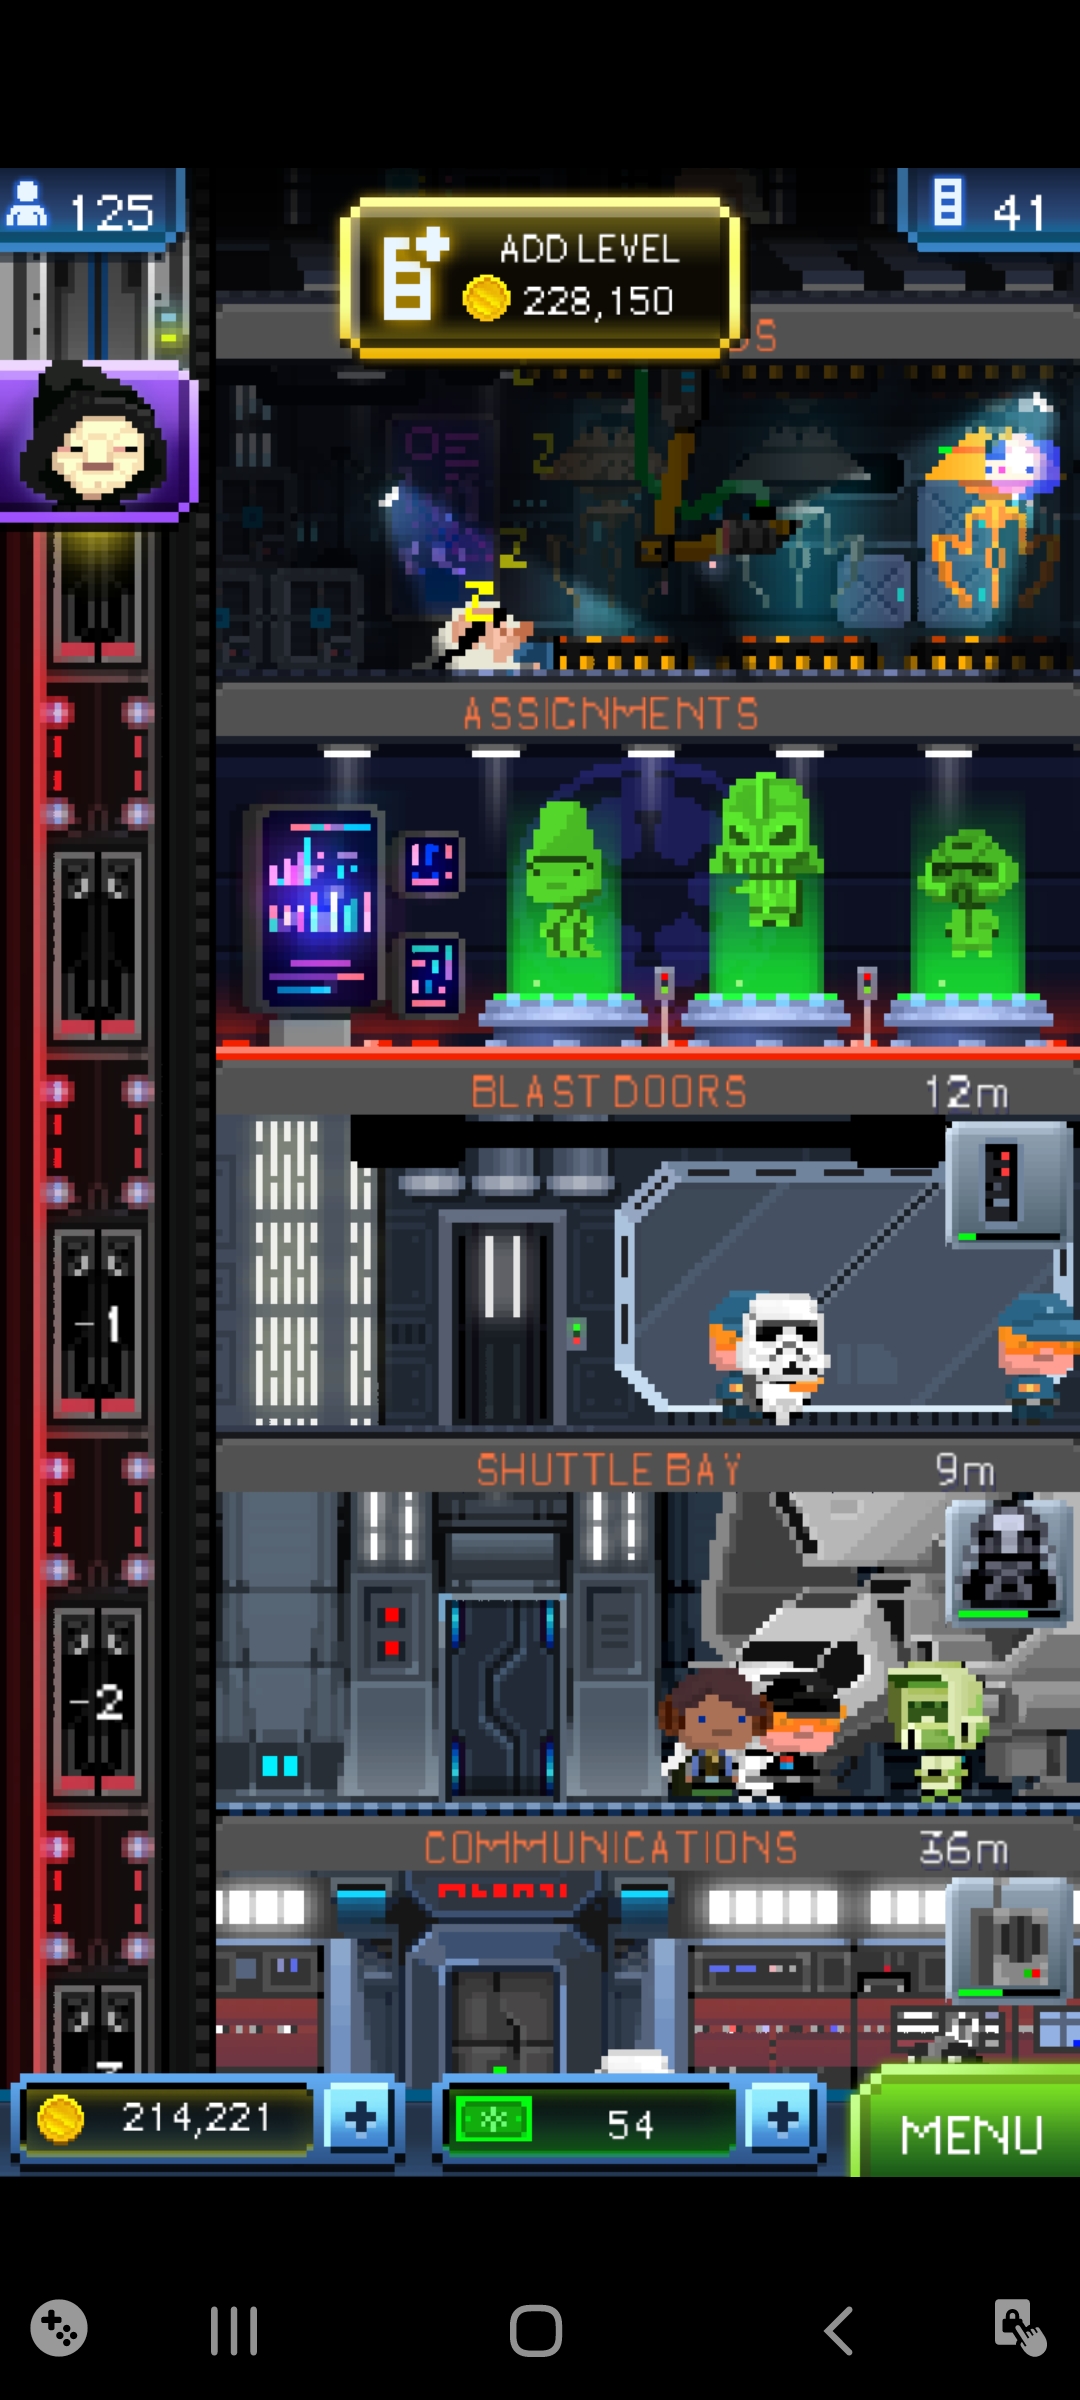 125
41
ADD LEVEL
228,150
DS
ASSIGNMENTS
BLAST DOORS
12m
-1
SHUTTLE BAY
9m
-2
COMMUNICATIONS
36m
214,221
54
MENU